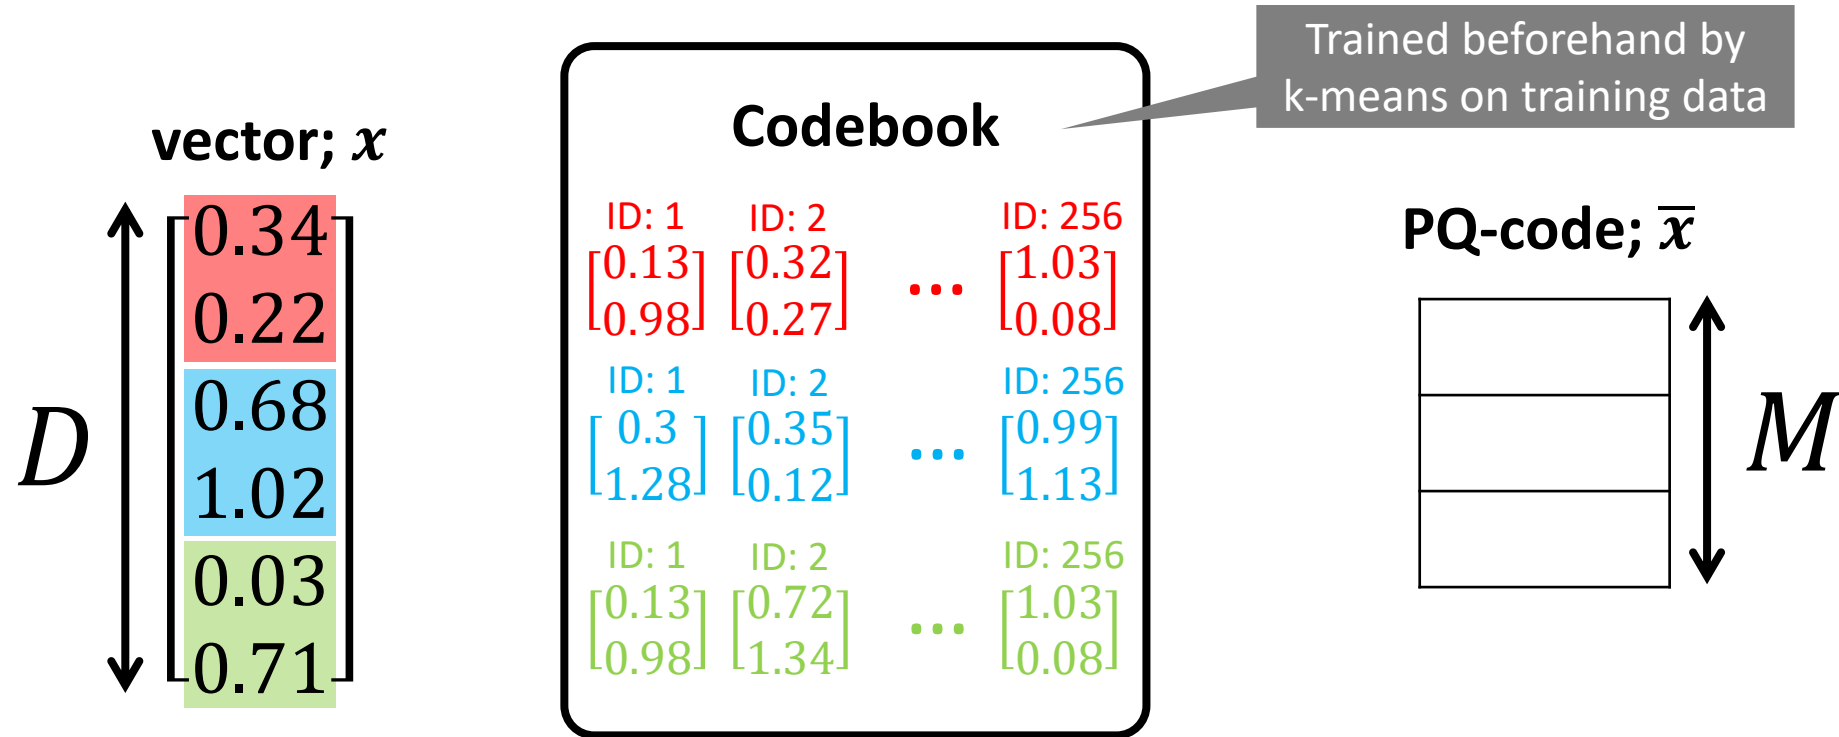 Trained beforehand by
k-means on training data
vector; x
D
0.34
0.22
0.68
1.02
0.03
0.71
Codebook
ID: 1 ID: 2 ID: 256
[0.13 0.98] [0.32 0.27] ... [1.03 0.08]
ID: 1 ID: 2 ID: 256
[0.3 1.28] [0.35 0.12] ... [0.99 1.13]
ID: 1 ID: 2 ID: 256
[0.13 0.98] [0.72 1.34] ... [1.03 0.08]
PQ-code; x̅
M